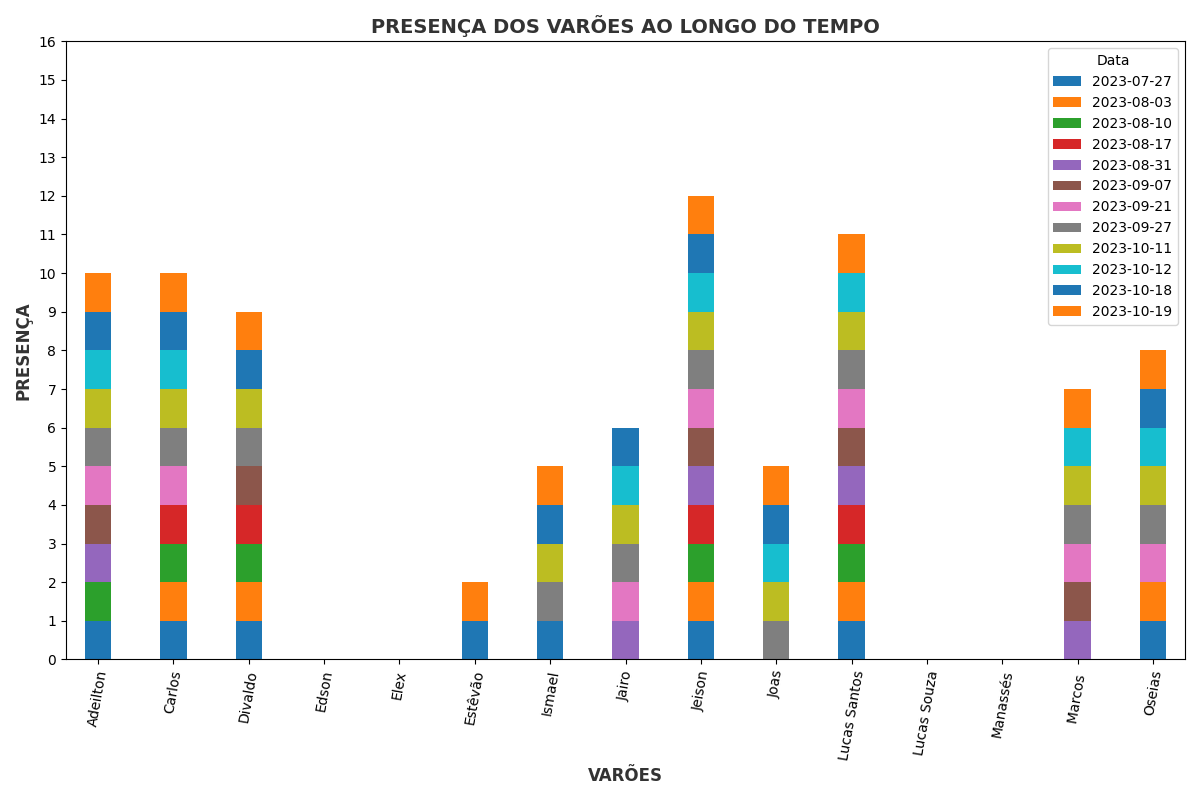 PRESENÇA DOS VARÕES AO LONGO DO TEMPO
PRESENÇA
16
15
14
13
12
11
10
9
8
7
6
5
4
3
2
1
0
Data
2023-07-27
2023-08-03
2023-08-10
2023-08-17
2023-08-31
2023-09-07
2023-09-21
2023-09-27
2023-10-11
2023-10-12
2023-10-18
2023-10-19
Adeilton
Carlos
Divaldo
Edson
Elex
Estêvão
Ismael
Jairo
Jeison
Joas
Lucas Santos
Lucas Souza
Manassés
Marcos
Oseias
VARÕES